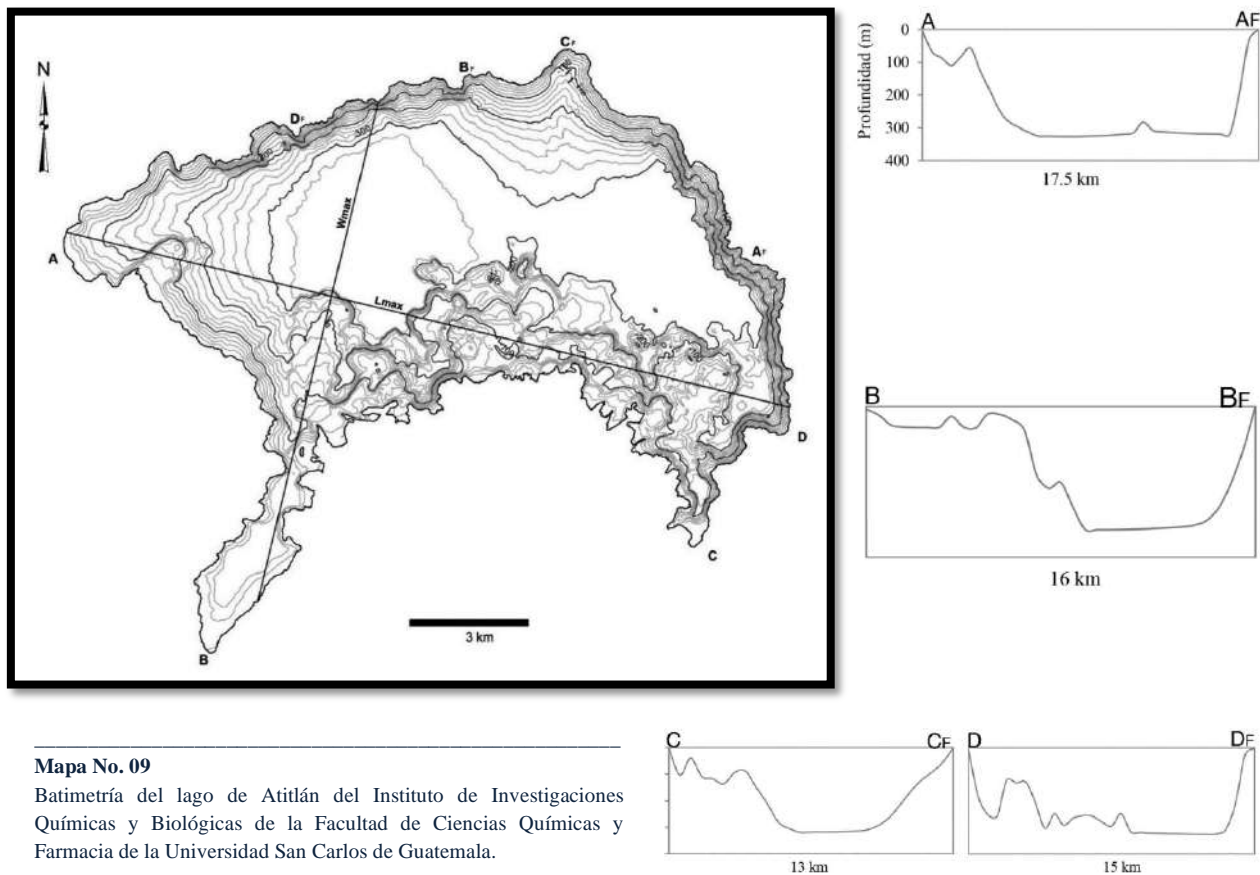 N
A
B
C
D
AF
BF
CF
DF
Wmax
Lmax
300
3 km
A AF
Profundidad (m)
0
100
200
300
400
17.5 km
B BF
16 km
C CF
13 km
D DF
15 km
Mapa No. 09
Batimetría del lago de Atitlán del Instituto de Investigaciones
Químicas y Biológicas de la Facultad de Ciencias Químicas y
Farmacia de la Universidad San Carlos de Guatemala.